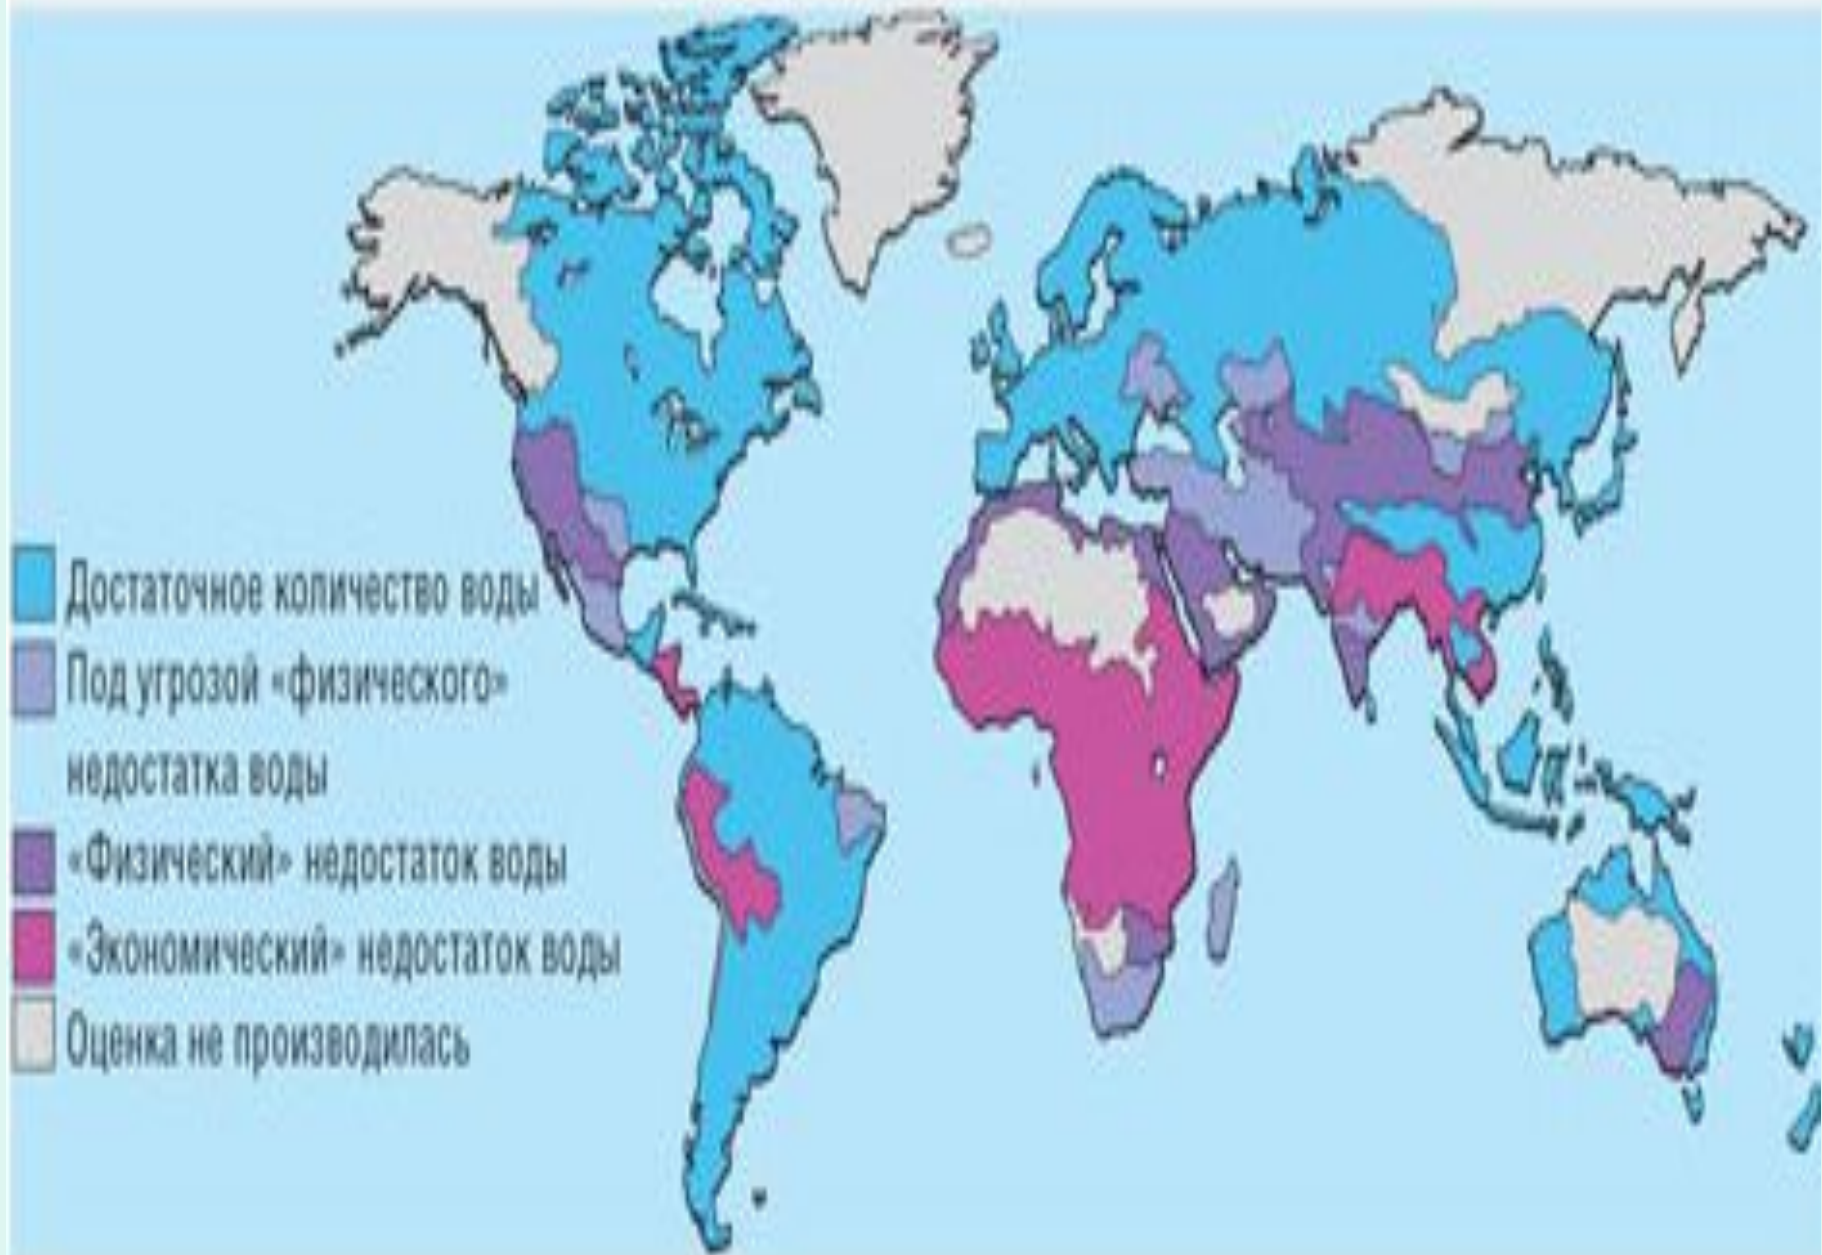 Достаточное количество воды
Под угрозой «физического»
недостатка воды
«Физический» недостаток воды
«Экономический» недостаток воды
Оценка не производилась